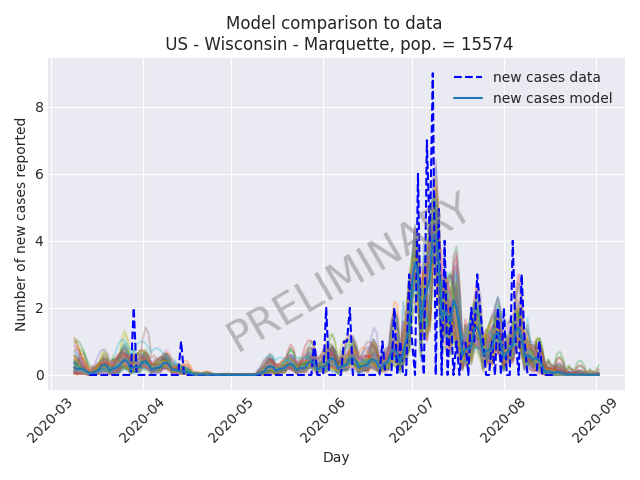 Model comparison to data
US - Wisconsin - Marquette, pop. = 15574
new cases data
new cases model
Number of new cases reported
8
6
4
2
0
PRELIMINARY
2020-03
2020-04
2020-05
2020-06
2020-07
2020-08
2020-09
Day